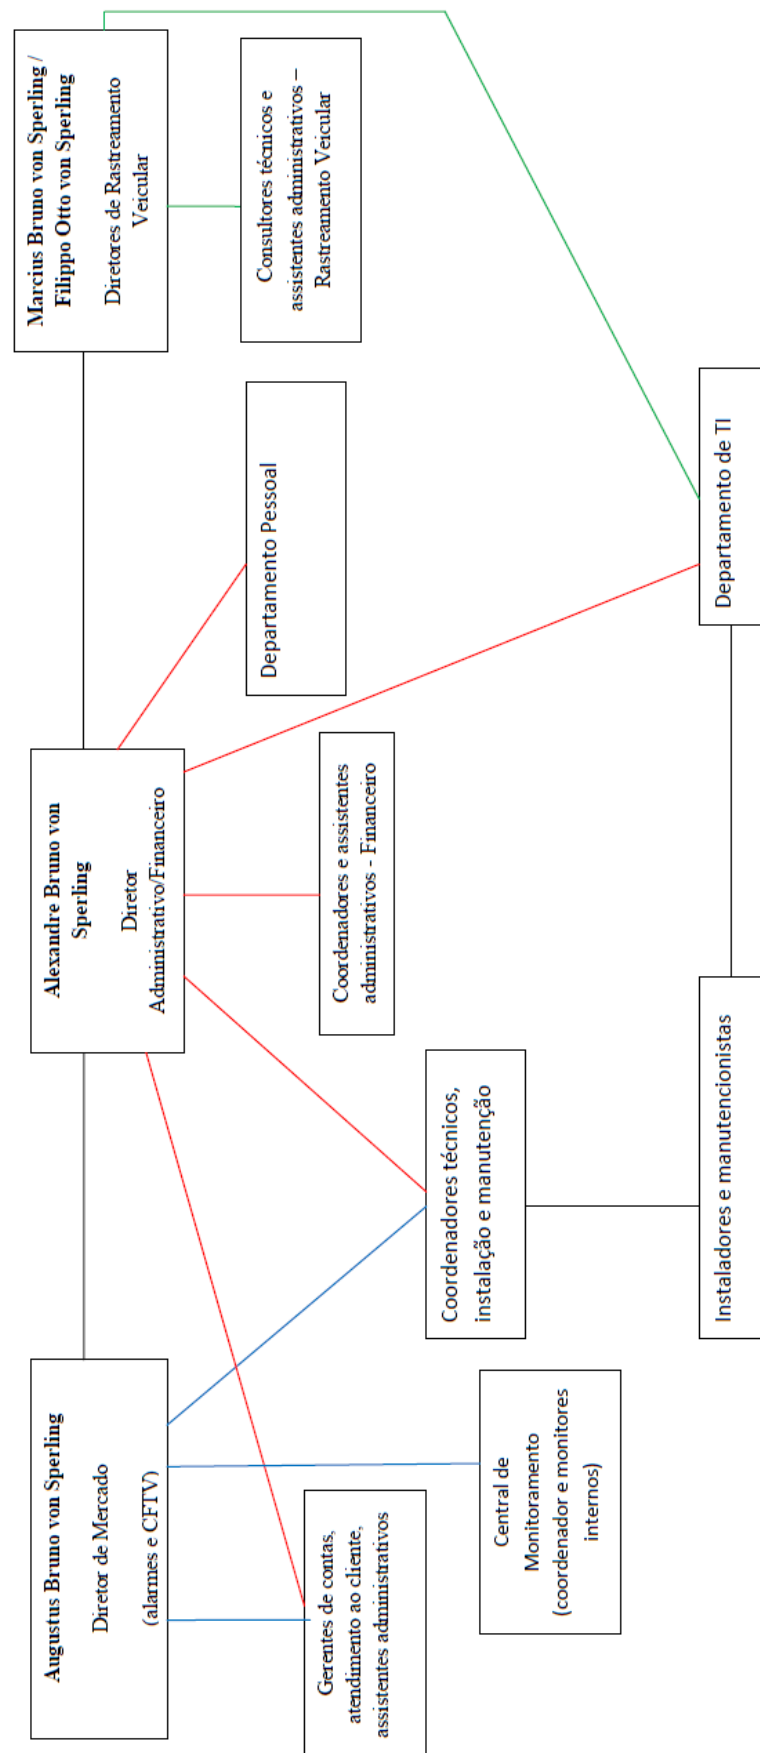 Augustus Bruno von Sperling
Diretor de Mercado
(alarmes e CFTV)
Alexandre Bruno von
Sperling
Diretor
Administrativo/Financeiro
Marcius Bruno von Sperling /
Filippo Otto von Sperling
Diretores de Rastreamento
Veicular
Gerentes de contas,
atendimento ao cliente,
assistentes administrativos
Coordenadores e assistentes
administrativos - Financeiro
Departamento Pessoal
Consultores técnicos e
assistentes administrativos –
Rastreamento Veicular
Central de
Monitoramento
(coordenador e monitores
internos)
Coordenadores técnicos,
instalação e manutenção
Instaladores e manutencionistas
Departamento de TI